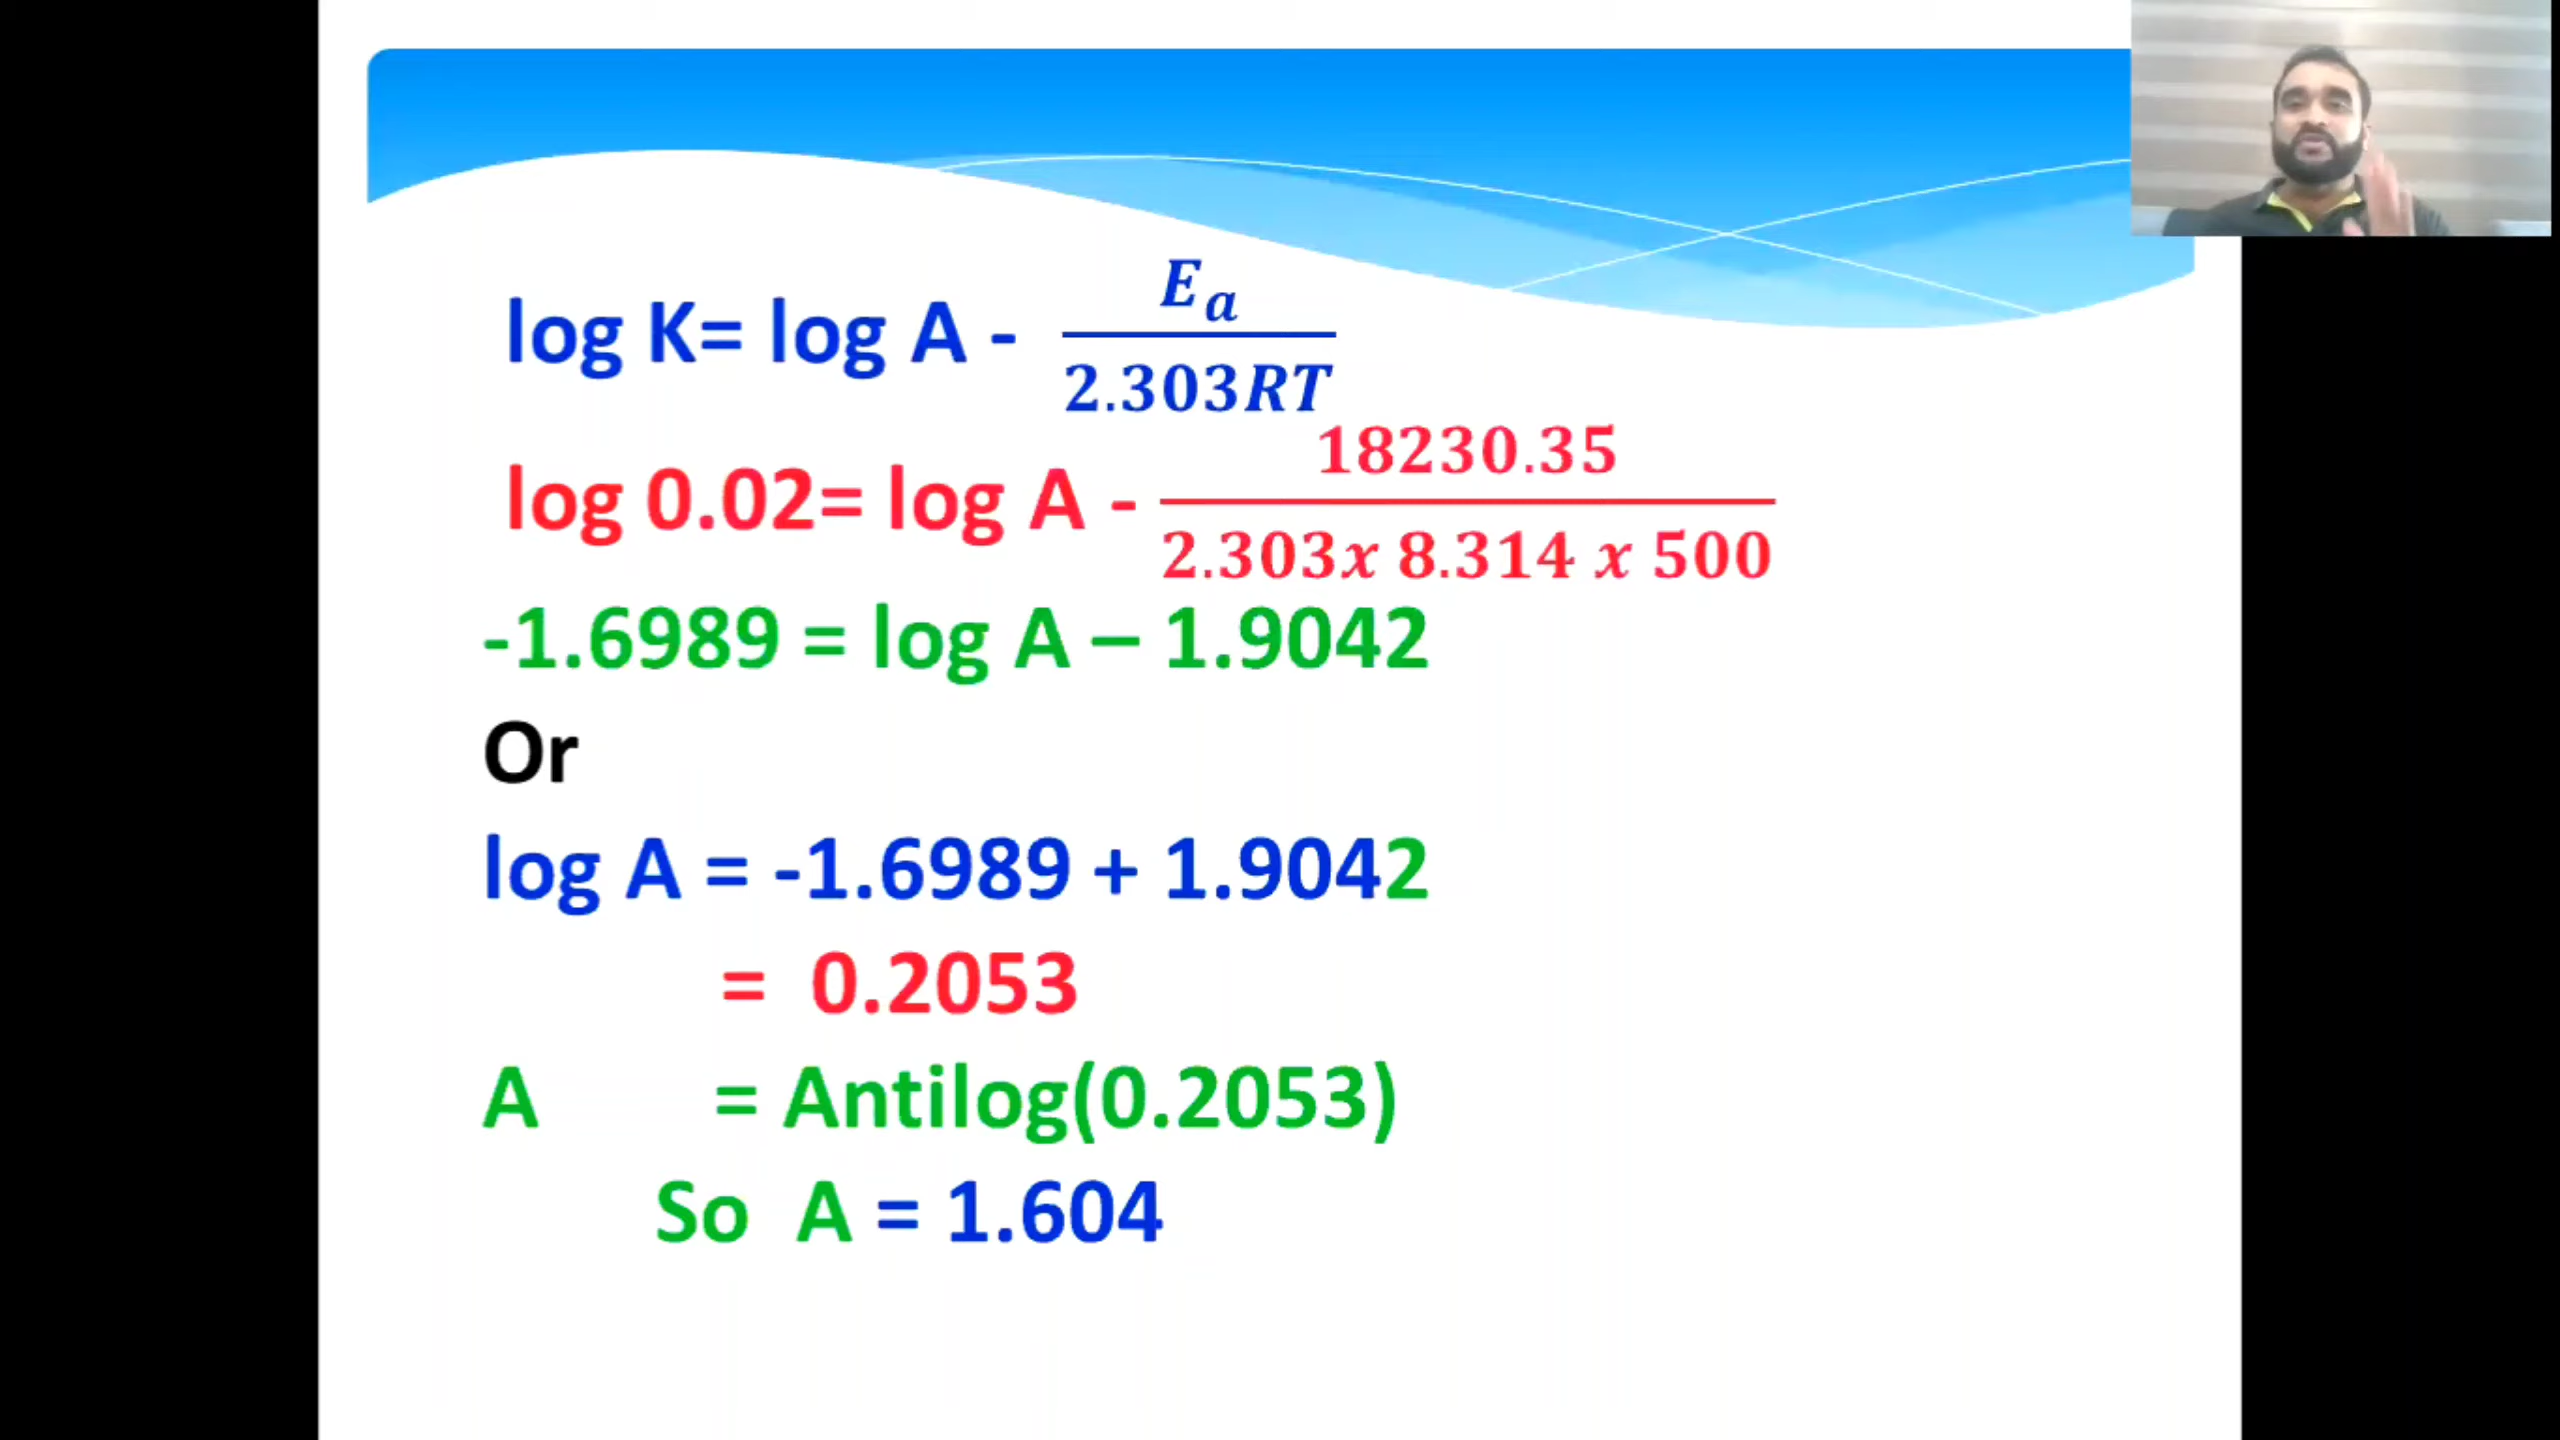 log K= log A - E_a / 2.303RT
log 0.02= log A - 18230.35 / 2.303x 8.314 x 500
-1.6989 = log A – 1.9042
Or
log A = -1.6989 + 1.9042
= 0.2053
A = Antilog(0.2053)
So A = 1.604